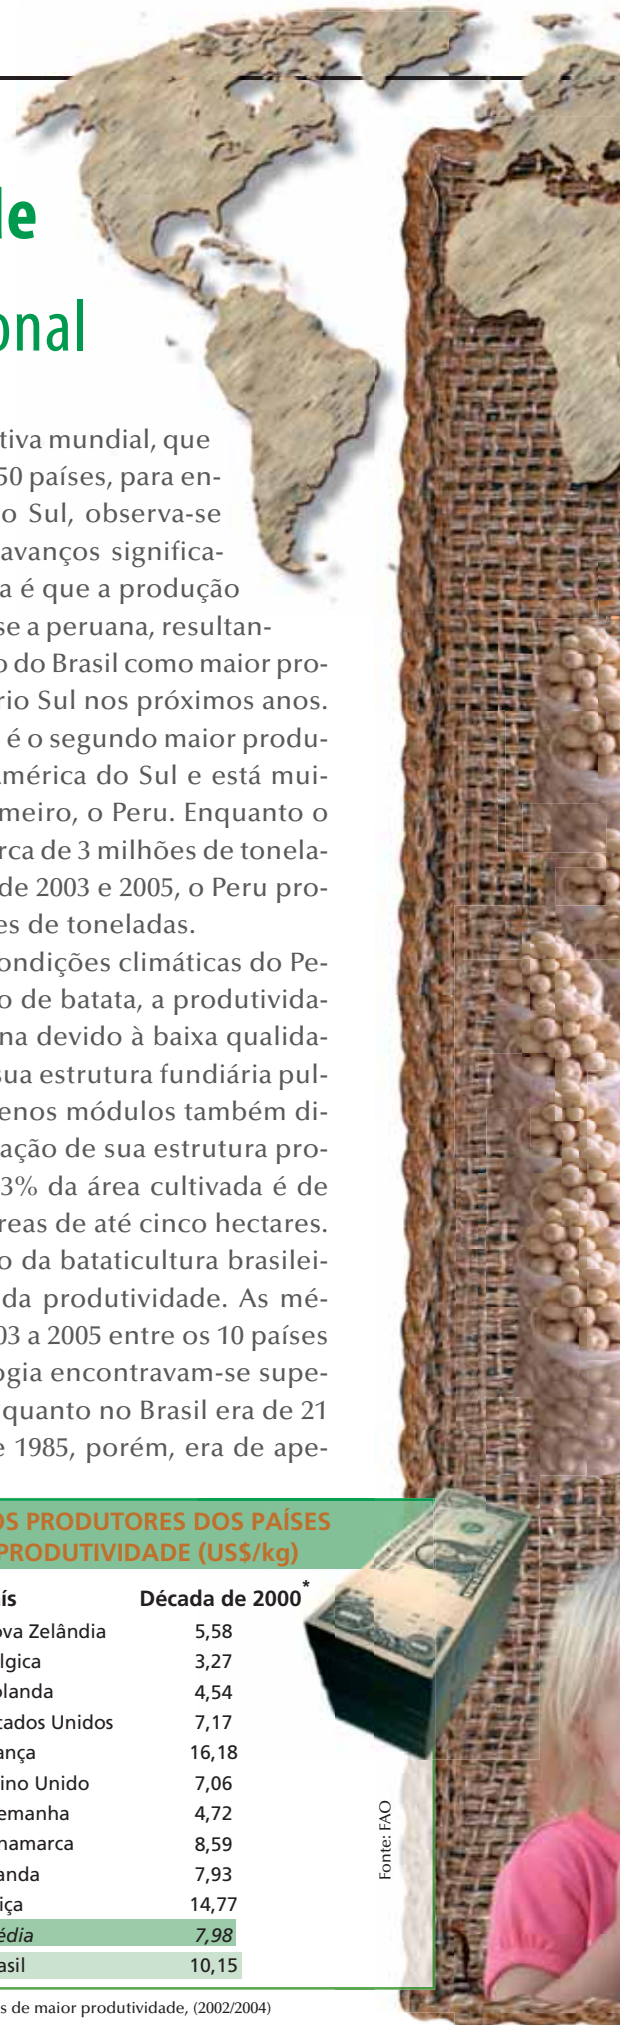 le
onal
tiva mundial, que
50 países, para en-
o Sul, observa-se
avanços significa-
a é que a produção
se a peruana, resultan-
o do Brasil como maior pro-
rio Sul nos próximos anos.
é o segundo maior produ-
América do Sul e está mui-
meiro, o Peru. Enquanto o
rca de 3 milhões de tonela-
de 2003 e 2005, o Peru pro-
es de toneladas.
ondições climáticas do Pe-
o de batata, a produtivida-
na devido à baixa qualida-
sua estrutura fundiária pul-
enos módulos também di-
ação de sua estrutura pro-
3% da área cultivada é de
reas de até cinco hectares.
o da bataticultura brasilei-
da produtividade. As mé-
03 a 2005 entre os 10 países
ogia encontravam-se supe-
quanto no Brasil era de 21
e 1985, porém, era de ape-
OS PRODUTORES DOS PAÍSES
PRODUTIVIDADE (US$/kg)
ís Década de 2000*
ova Zelândia 5,58
lgica 3,27
olanda 4,54
tados Unidos 7,17
ança 16,18
ino Unido 7,06
emanha 4,72
namarca 8,59
anda 7,93
iça 14,77
édia 7,98
asil 10,15
Fonte: FAO
s de maior produtividade, (2002/2004)